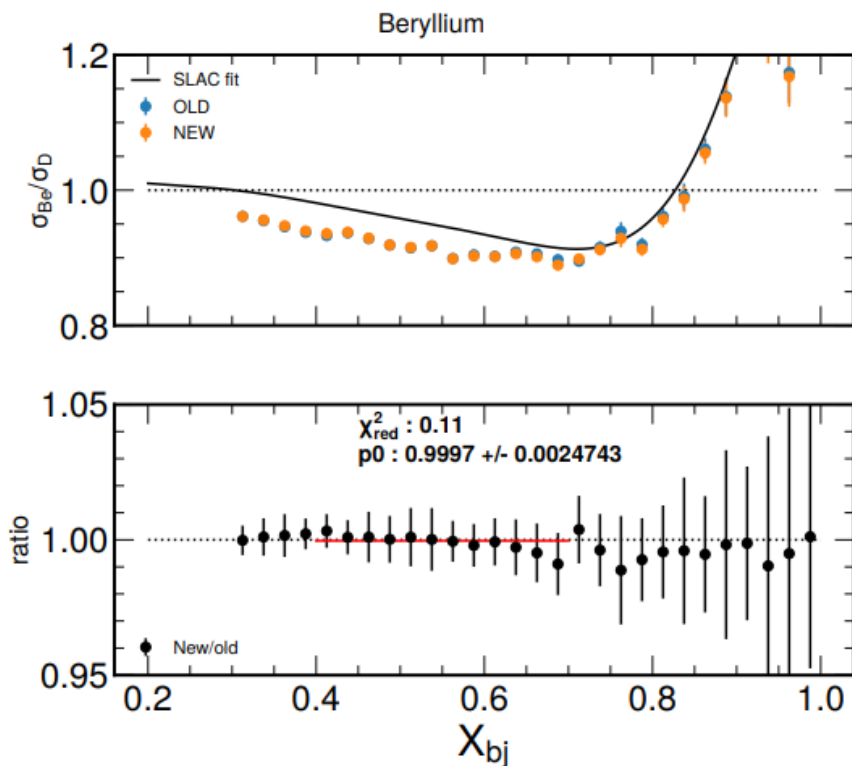 Beryllium
1.2
SLAC fit
OLD
NEW
σBe/σD
1.0
0.8
1.05
χ²red : 0.11
p0 : 0.9997 +/- 0.0024743
ratio
1.00
New/old
0.95
0.2 0.4 0.6 0.8 1.0
Xbj